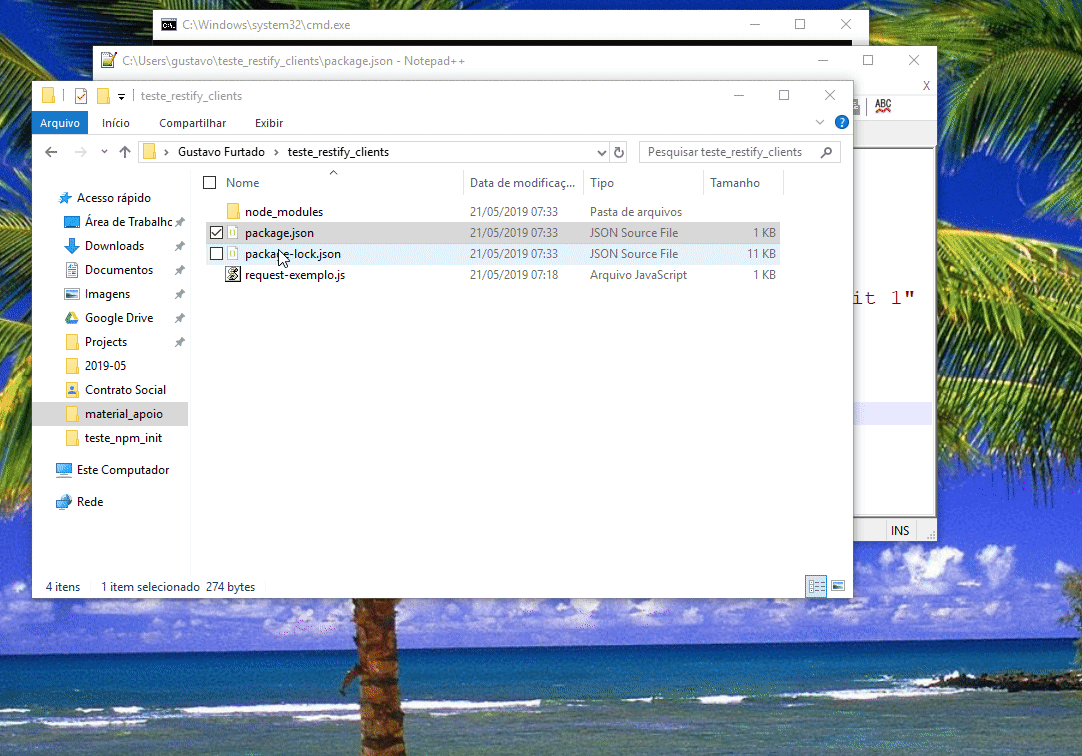 C:\Windows\system32\cmd.exe
C:\Users\gustavo\teste_restify_clients\package.json - Notepad++
X
teste_restify_clients
ABC
Arquivo Início Compartilhar Exibir
Gustavo Furtado teste_restify_clients Pesquisar teste_restify_clients
Nome Data de modificaç... Tipo Tamanho
Acesso rápido
Área de Trabalho
Downloads
Documentos
Imagens
Google Drive
Projects
2019-05
Contrato Social
material_apoio
teste_npm_init
Este Computador
Rede
node_modules 21/05/2019 07:33 Pasta de arquivos
package.json 21/05/2019 07:33 JSON Source File 1 KB
package-lock.json 21/05/2019 07:33 JSON Source File 11 KB
request-exemplo.js 21/05/2019 07:18 Arquivo JavaScript 1 KB
it 1"
INS
4 itens 1 item selecionado 274 bytes